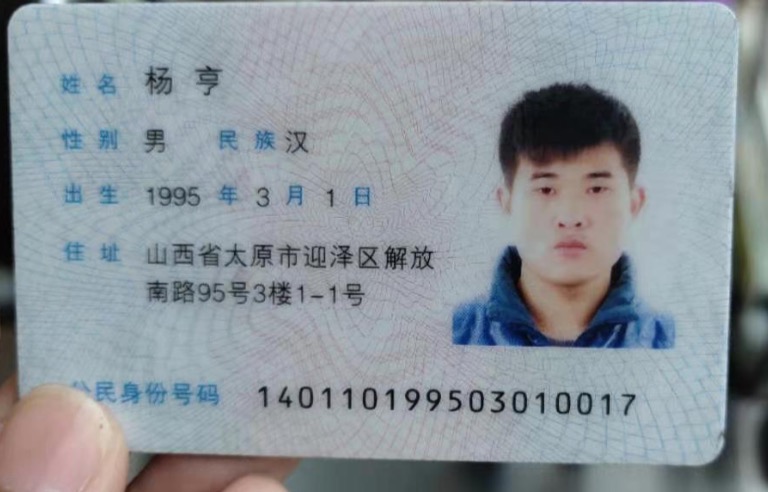 姓名 杨亨
性别 男 民族 汉
出生 1995 年 3 月 1 日
住址 山西省太原市迎泽区解放
南路95号3楼1-1号
公民身份号码 140110199503010017